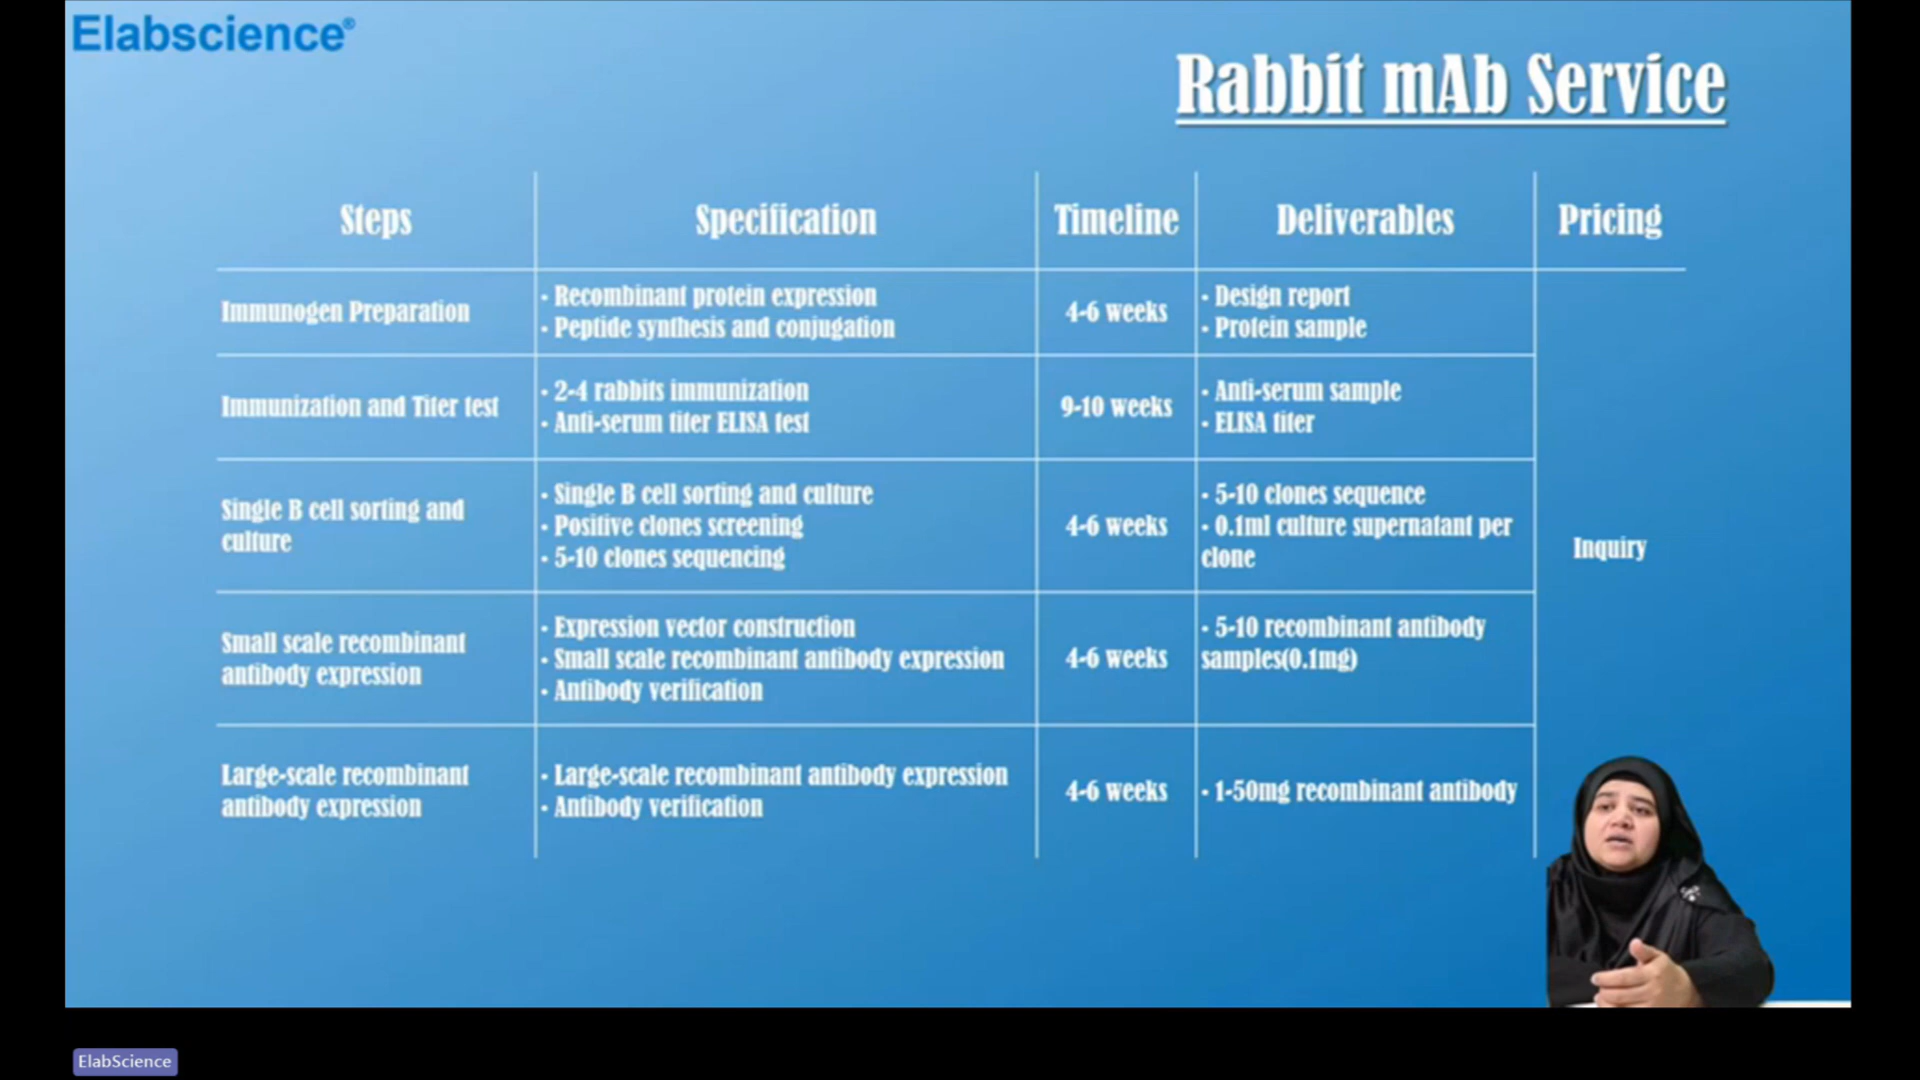 Elabscience®
Rabbit mAb Service
Steps
Specification
Timeline
Deliverables
Pricing
Immunogen Preparation
• Recombinant protein expression
• Peptide synthesis and conjugation
4-6 weeks
• Design report
• Protein sample
Immunization and Titer test
• 2-4 rabbits immunization
• Anti-serum titer ELISA test
9-10 weeks
• Anti-serum sample
• ELISA titer
Single B cell sorting and
culture
• Single B cell sorting and culture
• Positive clones screening
• 5-10 clones sequencing
4-6 weeks
• 5-10 clones sequence
• 0.1ml culture supernatant per
clone
Inquiry
Small scale recombinant
antibody expression
• Expression vector construction
• Small scale recombinant antibody expression
• Antibody verification
4-6 weeks
• 5-10 recombinant antibody
samples(0.1mg)
Large-scale recombinant
antibody expression
• Large-scale recombinant antibody expression
• Antibody verification
4-6 weeks
• 1-50mg recombinant antibody
ElabScience